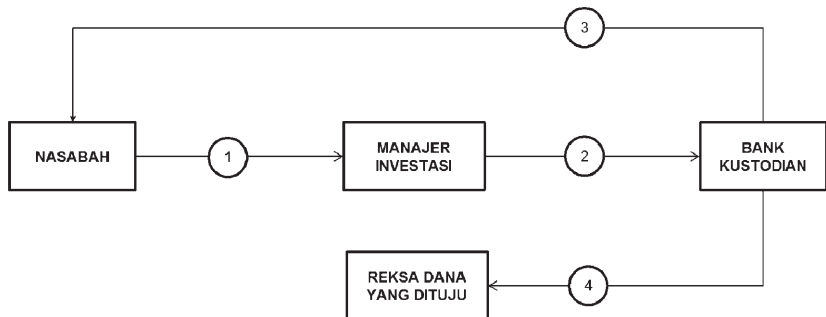 3
NASABAH
1
MANAJER
INVESTASI
2
BANK
KUSTODIAN
REKSA DANA
YANG DITUJU
4